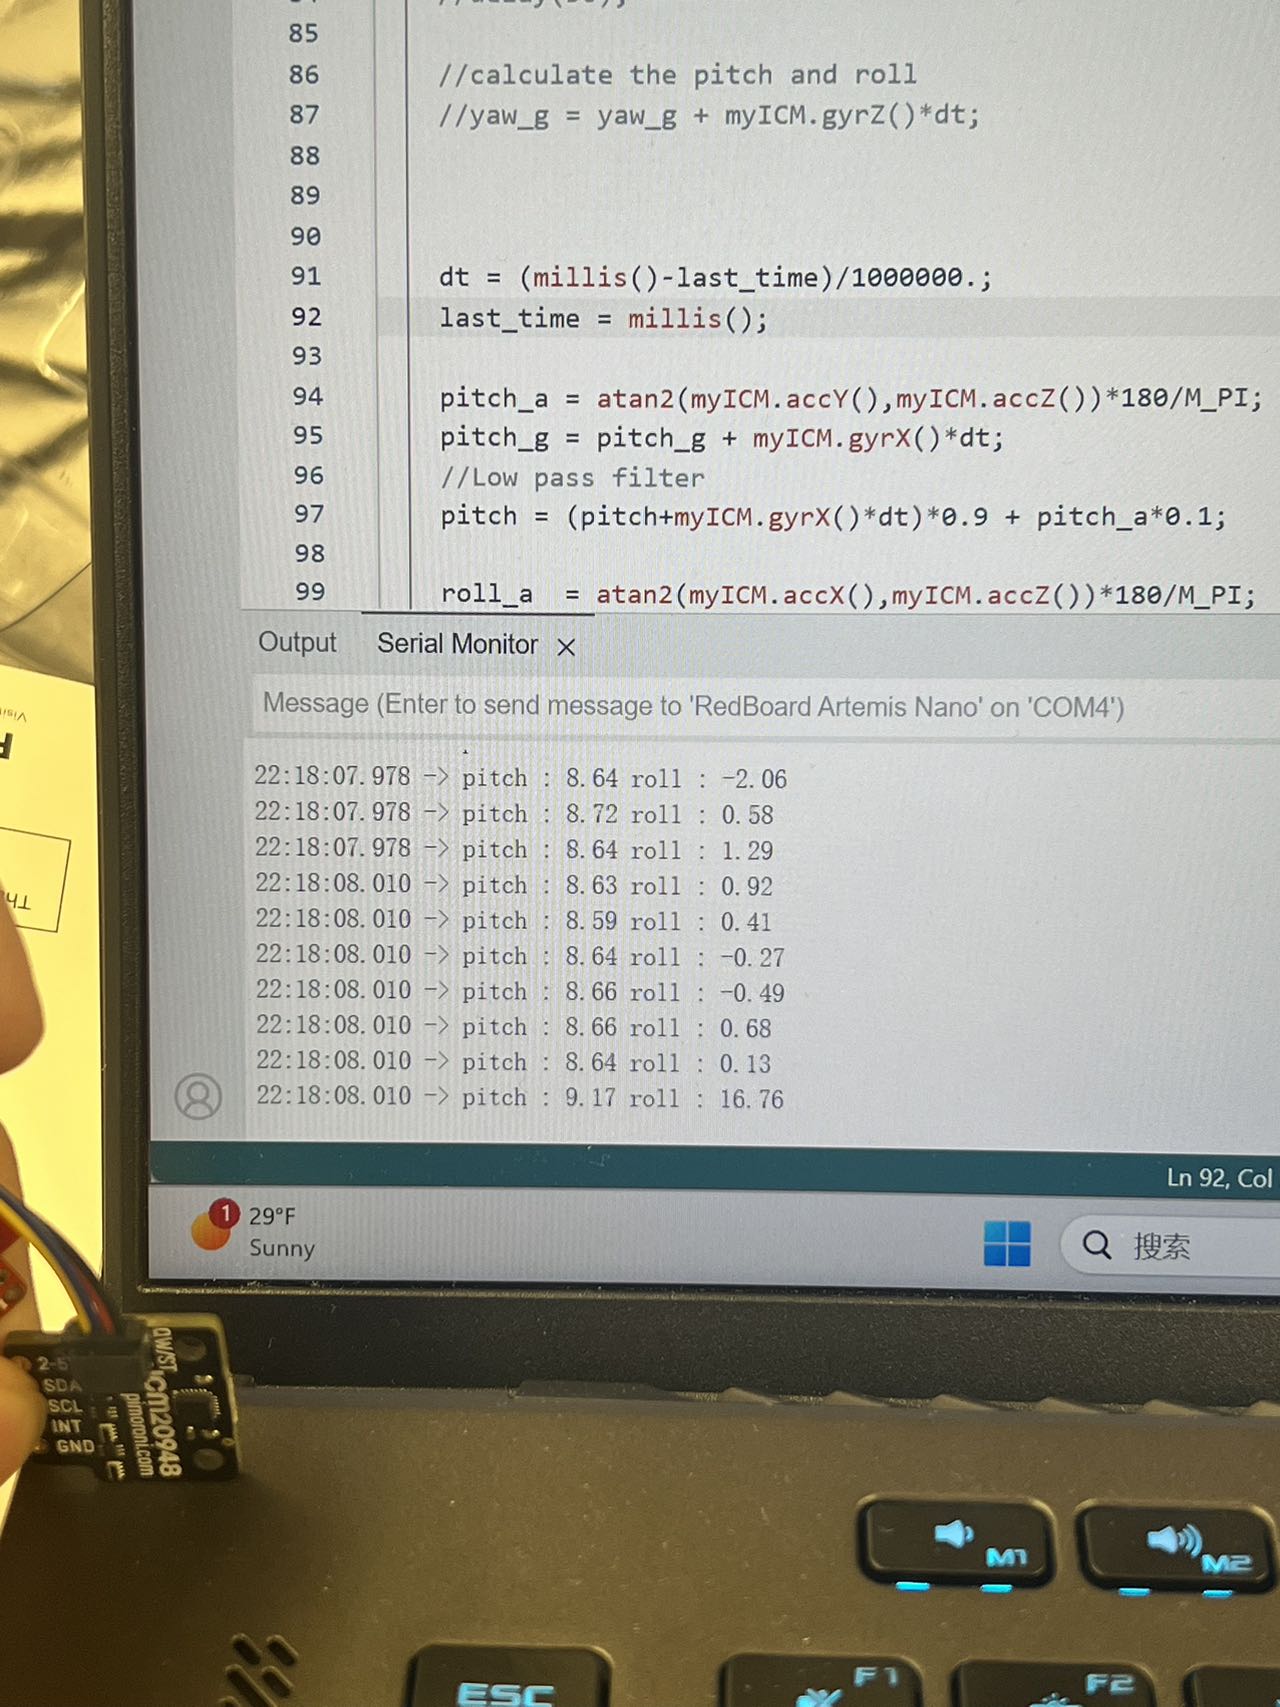 85
86 //calculate the pitch and roll
87 //yaw_g = yaw_g + myICM.gyrZ()*dt;
88
89
90
91 dt = (millis()-last_time)/1000000.;
92 last_time = millis();
93
94 pitch_a = atan2(myICM.accY(),myICM.accZ())*180/M_PI;
95 pitch_g = pitch_g + myICM.gyrX()*dt;
96 //Low pass filter
97 pitch = (pitch+myICM.gyrX()*dt)*0.9 + pitch_a*0.1;
98
99 roll_a = atan2(myICM.accX(),myICM.accZ())*180/M_PI;
Output Serial Monitor ×
Message (Enter to send message to 'RedBoard Artemis Nano' on 'COM4')
22:18:07.978 -> pitch : 8.64 roll : -2.06
22:18:07.978 -> pitch : 8.72 roll : 0.58
22:18:07.978 -> pitch : 8.64 roll : 1.29
22:18:08.010 -> pitch : 8.63 roll : 0.92
22:18:08.010 -> pitch : 8.59 roll : 0.41
22:18:08.010 -> pitch : 8.64 roll : -0.27
22:18:08.010 -> pitch : 8.66 roll : -0.49
22:18:08.010 -> pitch : 8.66 roll : 0.68
22:18:08.010 -> pitch : 8.64 roll : 0.13
22:18:08.010 -> pitch : 9.17 roll : 16.76
Ln 92, Col
1
29°F
Sunny
搜索
QW/ST
icm20948
pimoroni.com
2-5
SDA
SCL
INT
GND
M1
M2
ESC
F1
F2